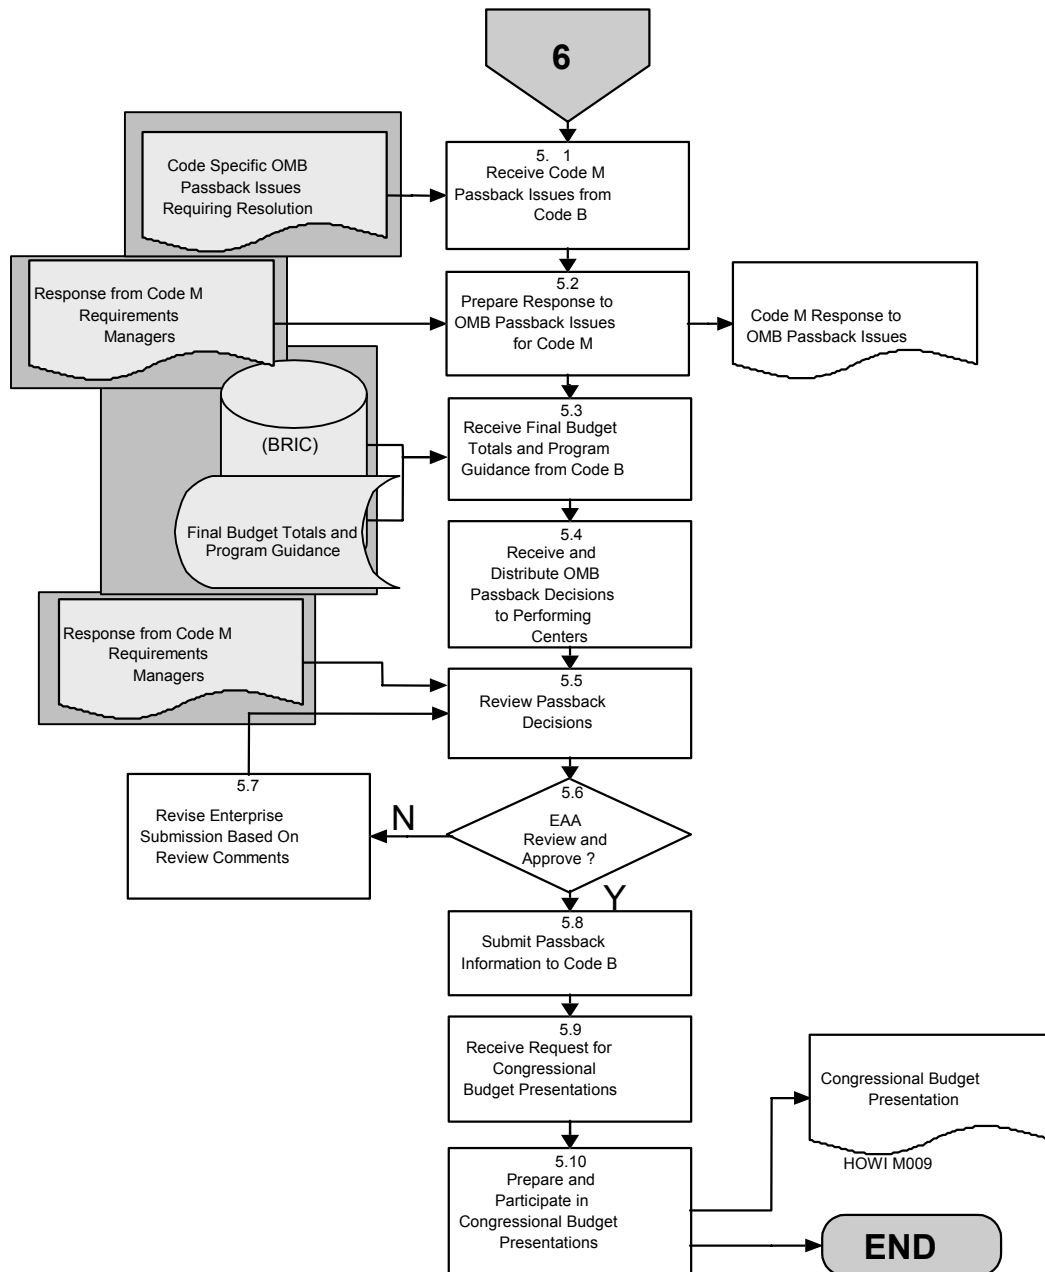 6
Code Specific OMB
Passback Issues
Requiring Resolution
5. 1
Receive Code M
Passback Issues from
Code B
Response from Code M
Requirements
Managers
5.2
Prepare Response to
OMB Passback Issues
for Code M
Code M Response to
OMB Passback Issues
(BRIC)
Final Budget Totals and
Program Guidance
5.3
Receive Final Budget
Totals and Program
Guidance from Code B
5.4
Receive and
Distribute OMB
Passback Decisions
to Performing
Centers
Response from Code M
Requirements
Managers
5.5
Review Passback
Decisions
5.7
Revise Enterprise
Submission Based On
Review Comments
N
5.6
EAA
Review and
Approve ?
Y
5.8
Submit Passback
Information to Code B
5.9
Receive Request for
Congressional
Budget Presentations
Congressional Budget
Presentation
HOWI M009
5.10
Prepare and
Participate in
Congressional Budget
Presentations
END